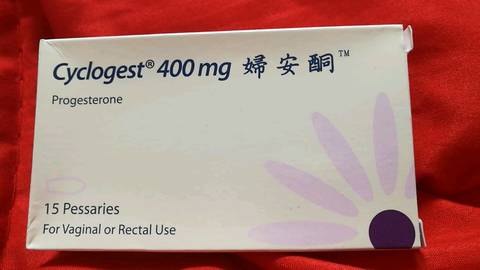 Cyclogest® 400 mg 婦安酮™
Progesterone
15 Pessaries
For Vaginal or Rectal Use